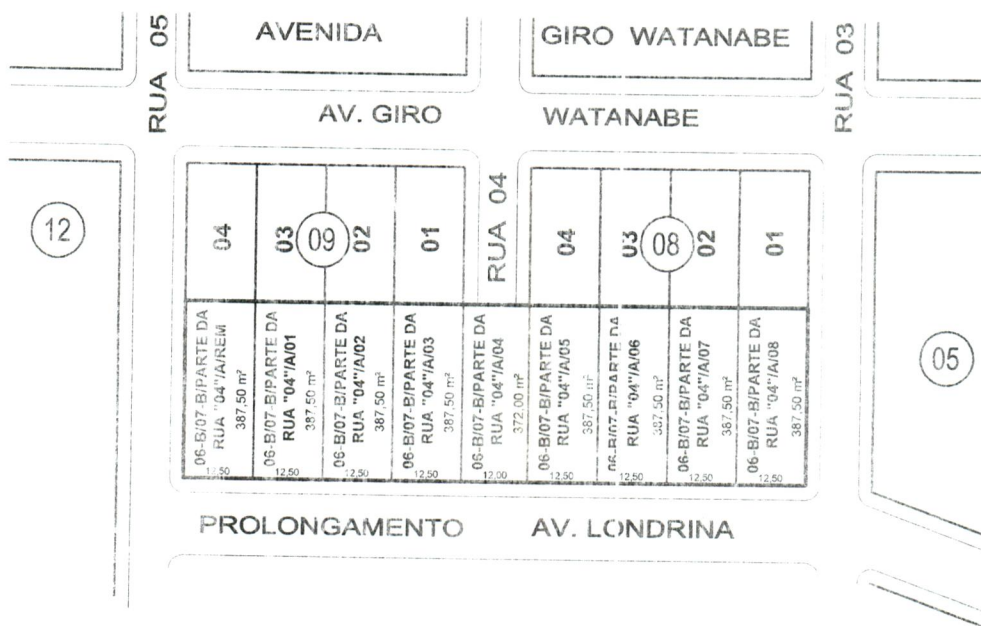 RUA 05
AVENIDA
GIRO WATANABE
RUA 03
AV. GIRO
WATANABE
12
04
03
09
02
01
RUA 04
04
03
08
02
01
05
06-B/07-B/PARTE DA
RUA "04"/A/REM
387,50 m²
12,50
06-B/07-B/PARTE DA
RUA "04"/A/01
387,50 m²
12,50
06-B/07-B/PARTE DA
RUA "04"/A/02
387,50 m²
12,50
06-B/07-B/PARTE DA
RUA "04"/A/03
387,50 m²
12,50
06-B/07-B/PARTE DA
RUA "04"/A/04
372,00 m²
12,00
06-B/07-B/PARTE DA
RUA "04"/A/05
387,50 m²
12,50
06-B/07-B/PARTE DA
RUA "04"/A/06
387,50 m²
12,50
06-B/07-B/PARTE DA
RUA "04"/A/07
387,50 m²
12,50
06-B/07-B/PARTE DA
RUA "04"/A/08
387,50 m²
12,50
PROLONGAMENTO
AV. LONDRINA